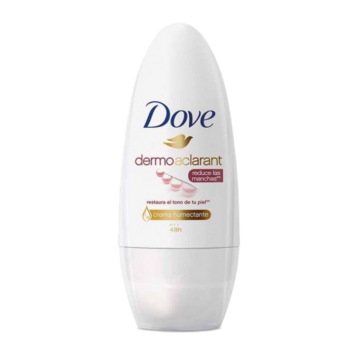 Dove
dermoaclarant
reduce las
manchas**
restaura el tono de tu piel**
crema humectante
48h